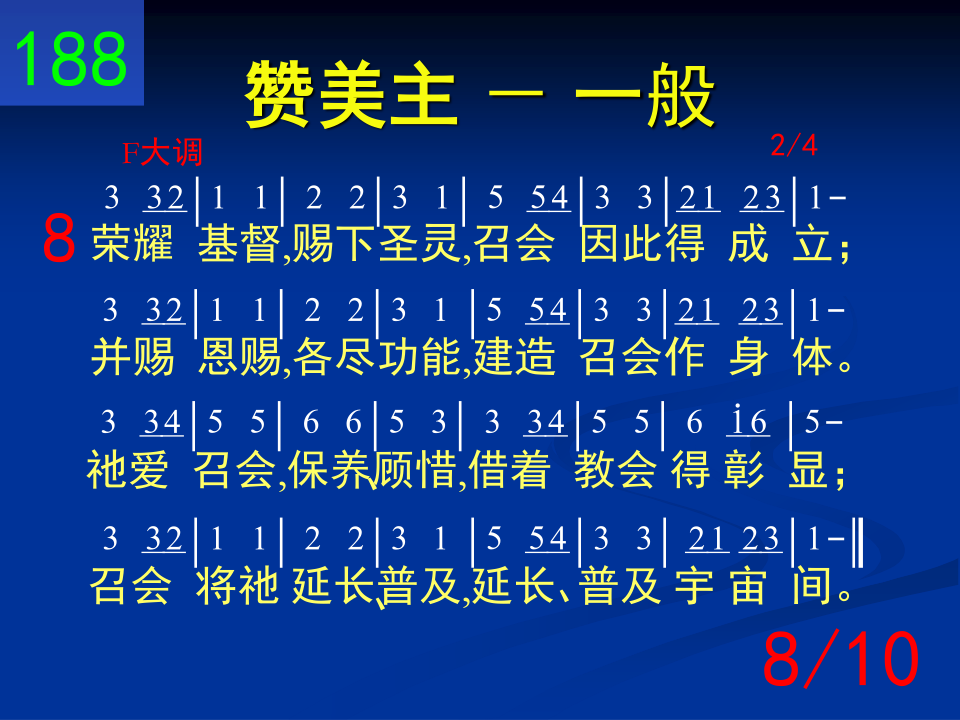 188
赞美主 － 一般
F大调 2/4
3 32|1 1|2 2|3 1|5 54|3 3|21 23|1-
8 荣耀 基督,赐下圣灵,召会 因此得 成 立；
3 32|1 1|2 2|3 1|5 54|3 3|21 23|1-
并赐 恩赐,各尽功能,建造 召会作 身 体。
3 34|5 5|6 6|5 3|3 34|5 5|6 i6|5-
祂爱 召会,保养、顾惜,借着 教会 得 彰 显；
3 32|1 1|2 2|3 1|5 54|3 3|21 23|1-‖
召会 将祂 延长、普及,延长、普及 宇 宙 间。
8/10